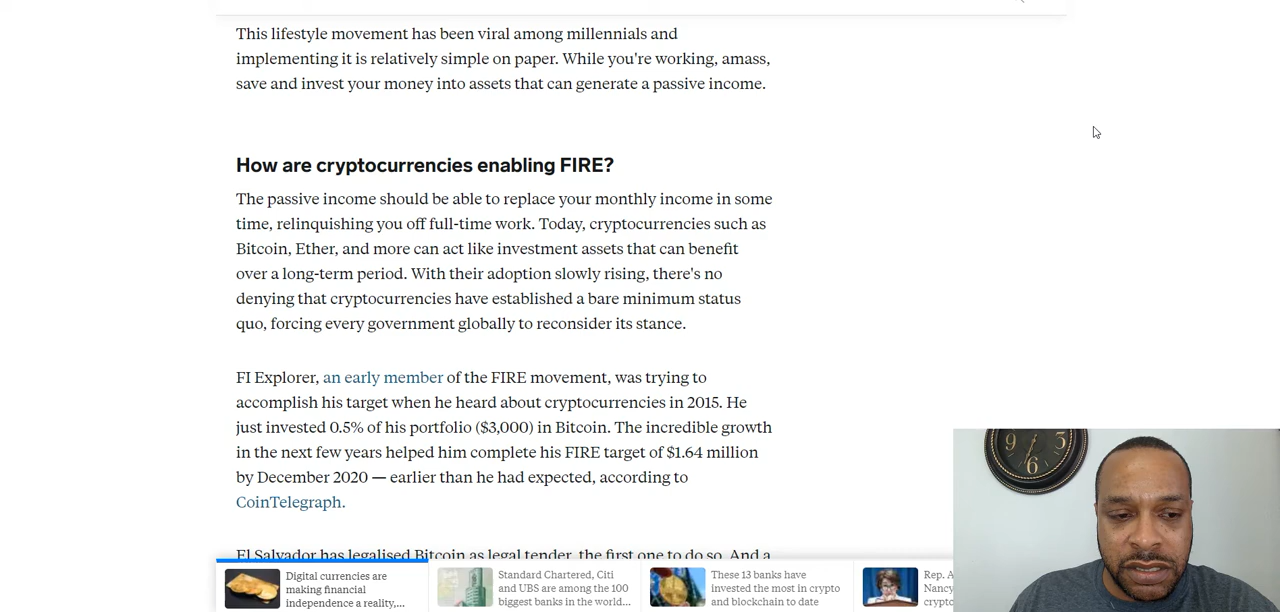 This lifestyle movement has been viral among millennials and
implementing it is relatively simple on paper. While you're working, amass,
save and invest your money into assets that can generate a passive income.
How are cryptocurrencies enabling FIRE?
The passive income should be able to replace your monthly income in some
time, relinquishing you off full-time work. Today, cryptocurrencies such as
Bitcoin, Ether, and more can act like investment assets that can benefit
over a long-term period. With their adoption slowly rising, there's no
denying that cryptocurrencies have established a bare minimum status
quo, forcing every government globally to reconsider its stance.
FI Explorer, an early member of the FIRE movement, was trying to
accomplish his target when he heard about cryptocurrencies in 2015. He
just invested 0.5% of his portfolio ($3,000) in Bitcoin. The incredible growth
in the next few years helped him complete his FIRE target of $1.64 million
by December 2020 — earlier than he had expected, according to
CoinTelegraph.
El Salvador has legalised Bitcoin as legal tender, the first one to do so. And a
Digital currencies are
making financial
independence a reality,...
Standard Chartered, Citi
and UBS are among the 100
biggest banks in the world...
These 13 banks have
invested the most in crypto
and blockchain to date
Rep. A
Nancy
crypto
9 3
6